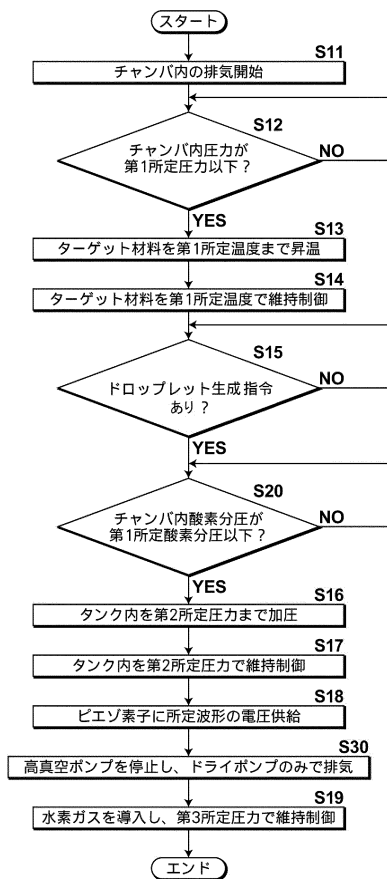 スタート
S11
チャンバ内の排気開始
S12
チャンバ内圧力が
第1所定圧力以下？
NO
YES
S13
ターゲット材料を第1所定温度まで昇温
S14
ターゲット材料を第1所定温度で維持制御
S15
ドロップレット生成指令
あり？
NO
YES
S20
チャンバ内酸素分圧が
第1所定酸素分圧以下？
NO
YES
S16
タンク内を第2所定圧力まで加圧
S17
タンク内を第2所定圧力で維持制御
S18
ピエゾ素子に所定波形の電圧供給
S30
高真空ポンプを停止し、ドライポンプのみで排気
S19
水素ガスを導入し、第3所定圧力で維持制御
エンド